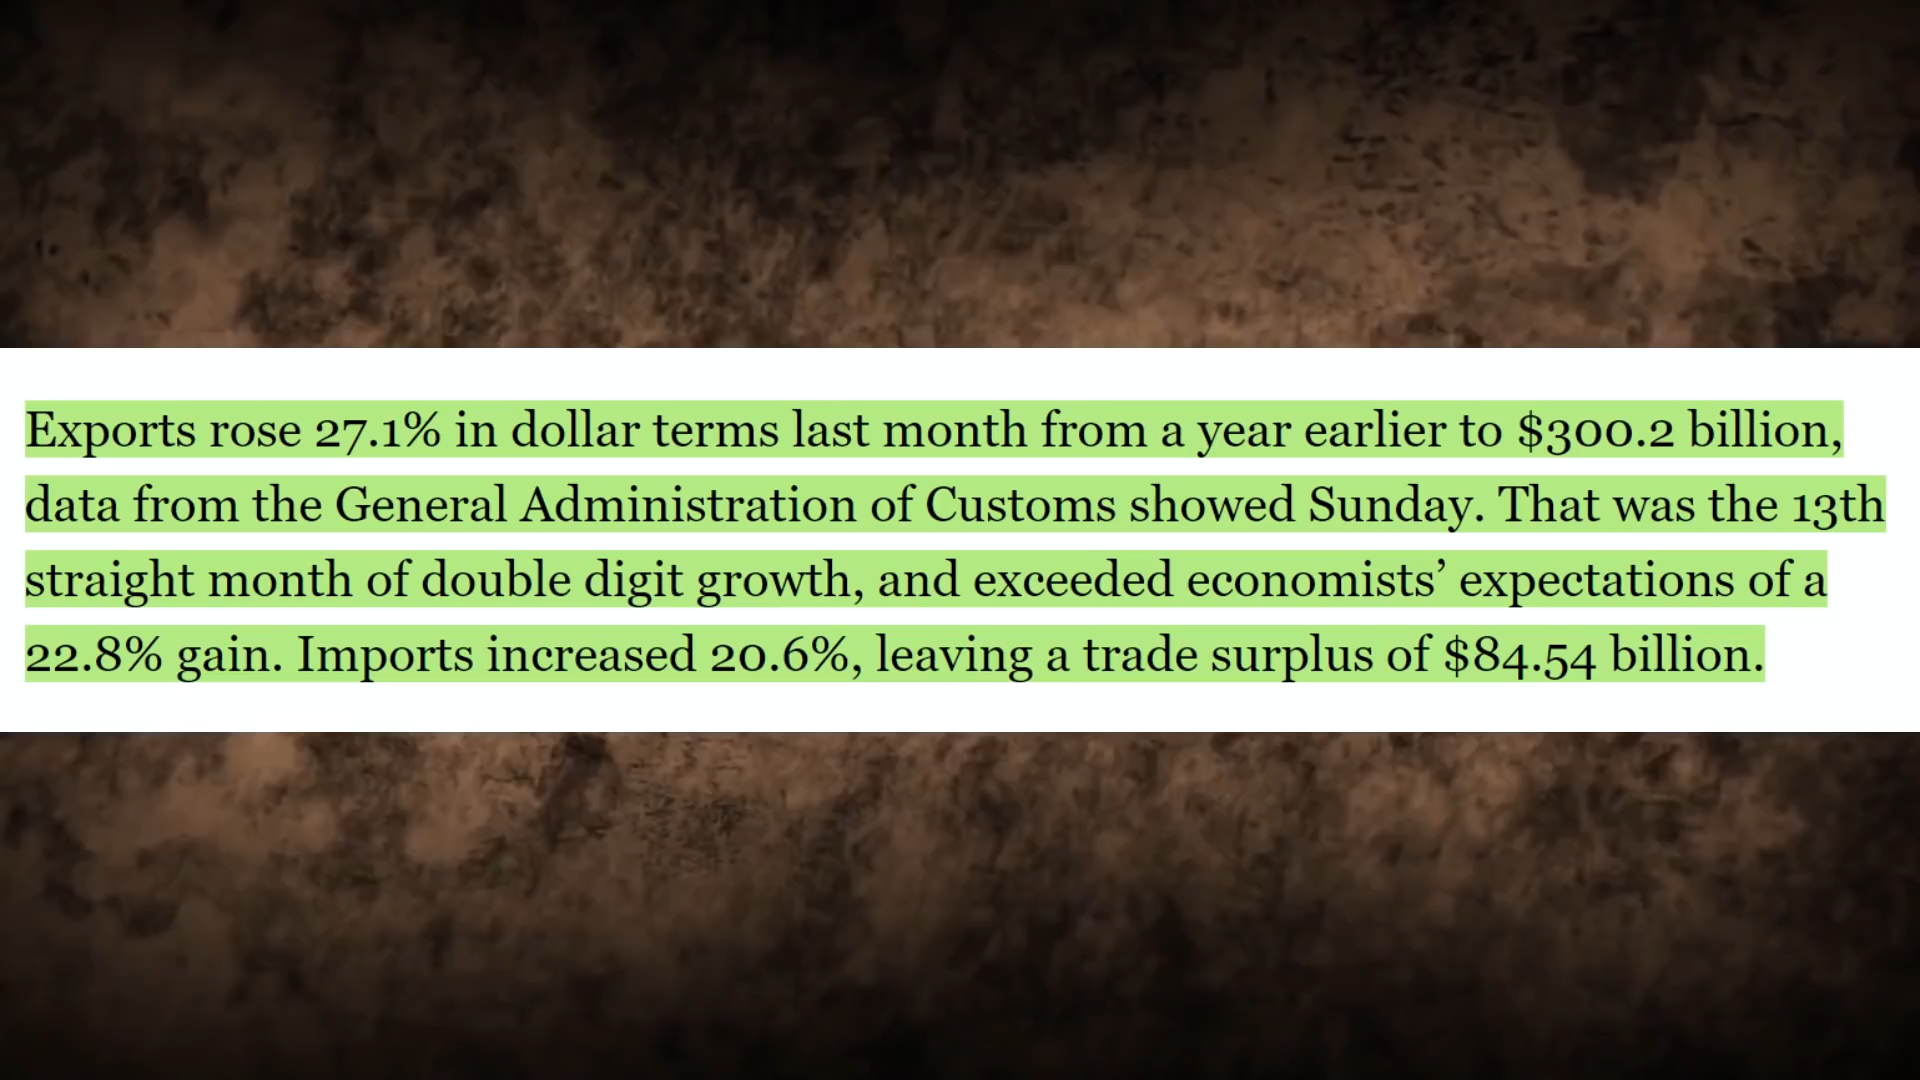 Exports rose 27.1% in dollar terms last month from a year earlier to $300.2 billion,
data from the General Administration of Customs showed Sunday. That was the 13th
straight month of double digit growth, and exceeded economists’ expectations of a
22.8% gain. Imports increased 20.6%, leaving a trade surplus of $84.54 billion.